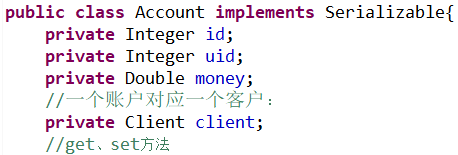 public class Account implements Serializable{
private Integer id;
private Integer uid;
private Double money;
//一个账户对应一个客户：
private Client client;
//get、set方法